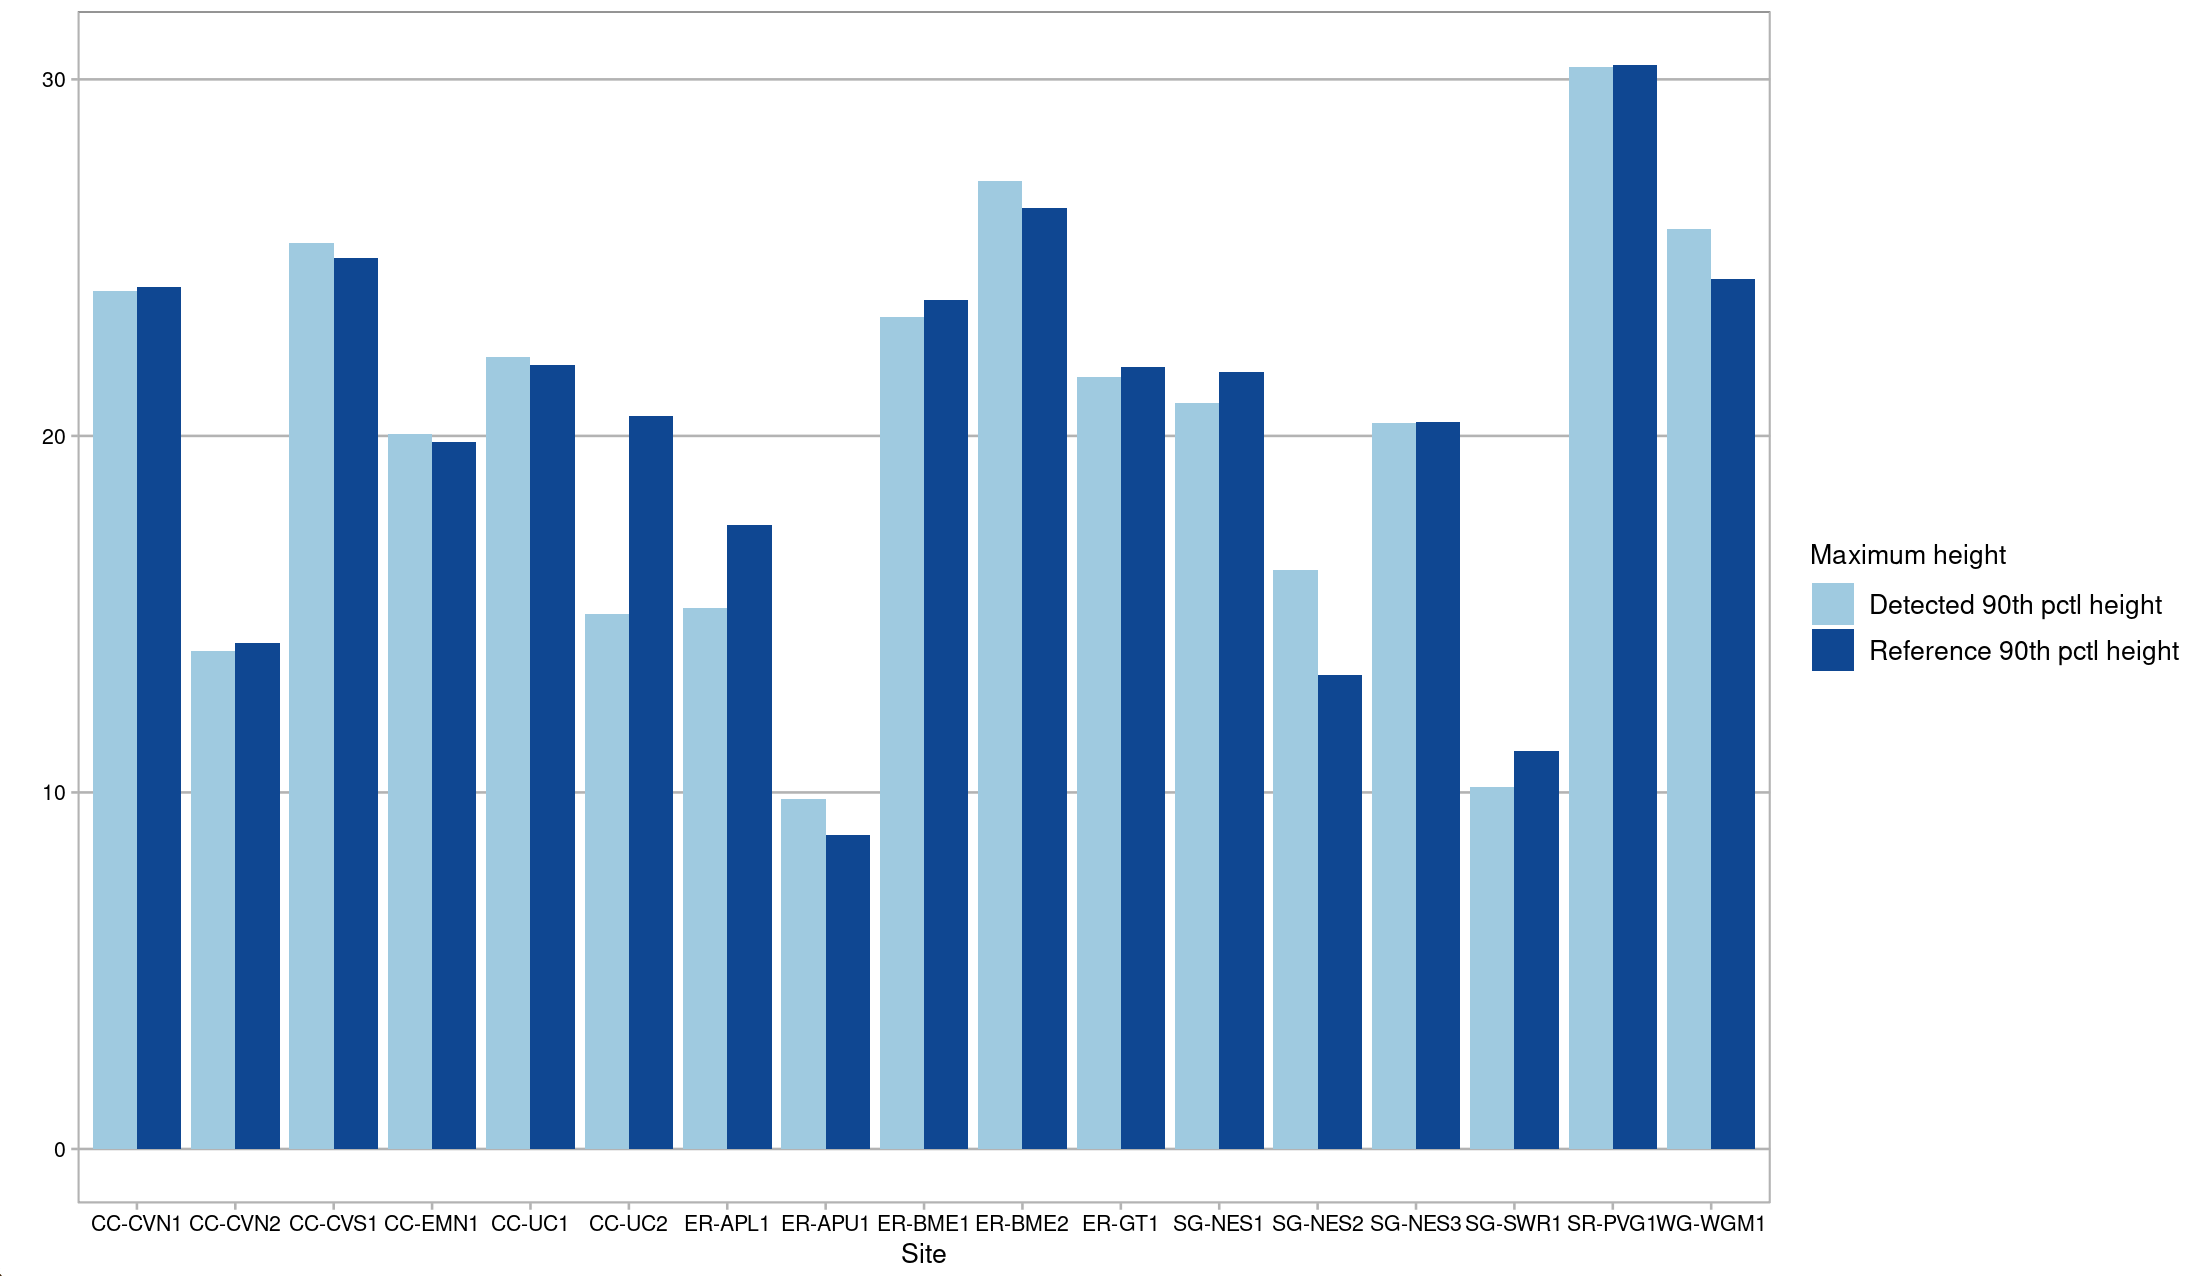 30
20
10
0
CC-CVN1 CC-CVN2 CC-CVS1 CC-EMN1 CC-UC1 CC-UC2 ER-APL1 ER-APU1 ER-BME1 ER-BME2 ER-GT1 SG-NES1 SG-NES2 SG-NES3 SG-SWR1 SR-PVG1 WG-WGM1
Site
Maximum height
Detected 90th pctl height
Reference 90th pctl height